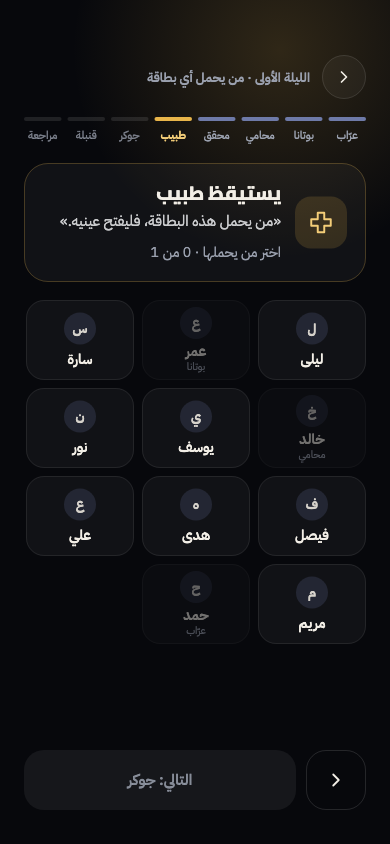 الليلة الأولى · من يحمل أي بطاقة
عرّاب
بوتانا
محامي
محقق
طبيب
جوكر
قنبلة
مراجعة
يستيقظ طبيب
«من يحمل هذه البطاقة، فليفتح عينيه.»
اختر من يحملها · 0 من 1
ل
ليلى
ع
عمر
بوتانا
س
سارة
خ
خالد
محامي
ي
يوسف
ن
نور
ف
فيصل
ه
هدى
ع
علي
م
مريم
ح
حمد
عرّاب
التالي: جوكر